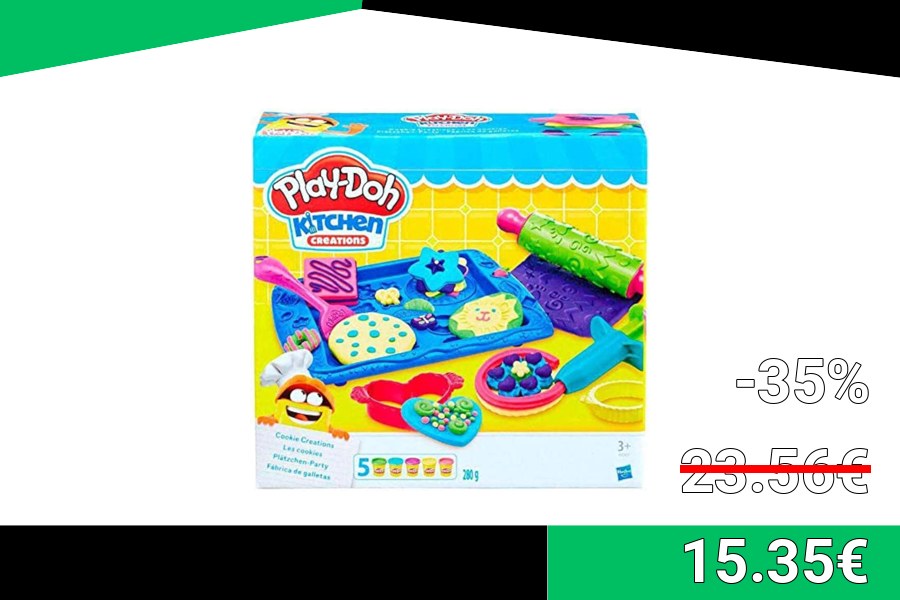 PLAY-DOH
KITCHEN
CREATIONS
Cookie Creations
Les cookies
Plätzchen-Party
Fábrica de galletas
5
280 g
3+
Hasbro
-35%
23.56€
15.35€